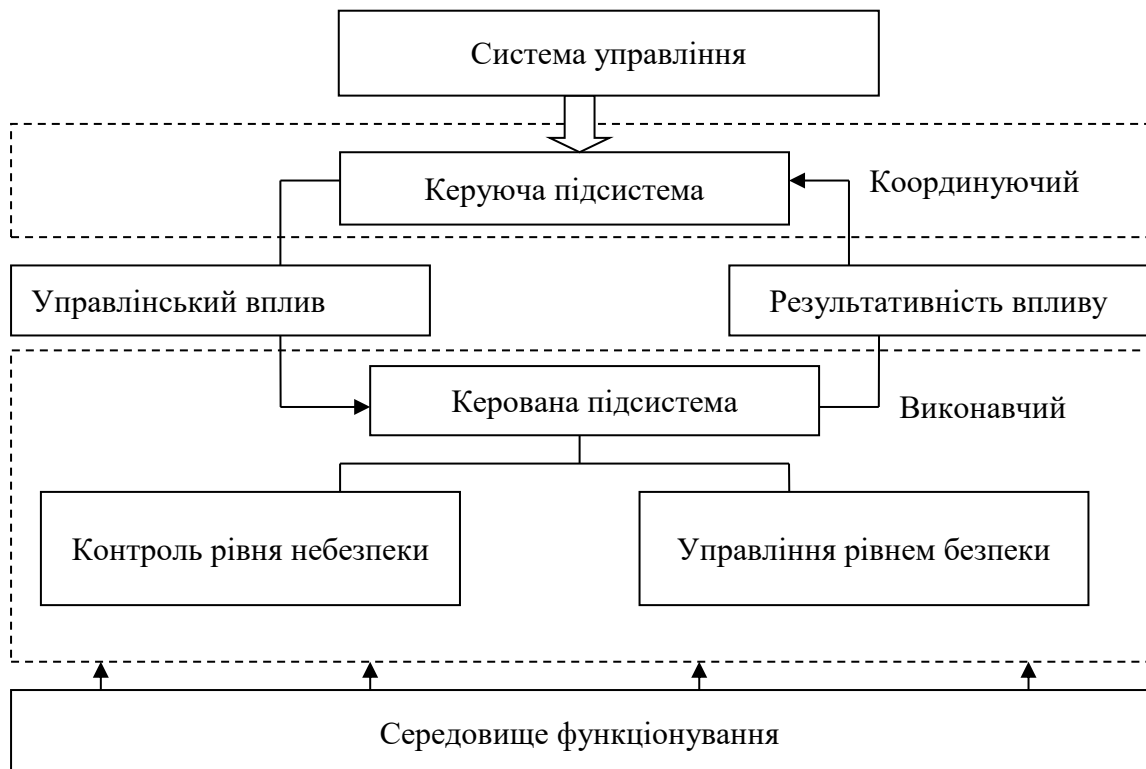 Система управління
Керуюча підсистема
Координуючий
Управлінський вплив
Результативність впливу
Керована підсистема
Виконавчий
Контроль рівня небезпеки
Управління рівнем безпеки
Середовище функціонування